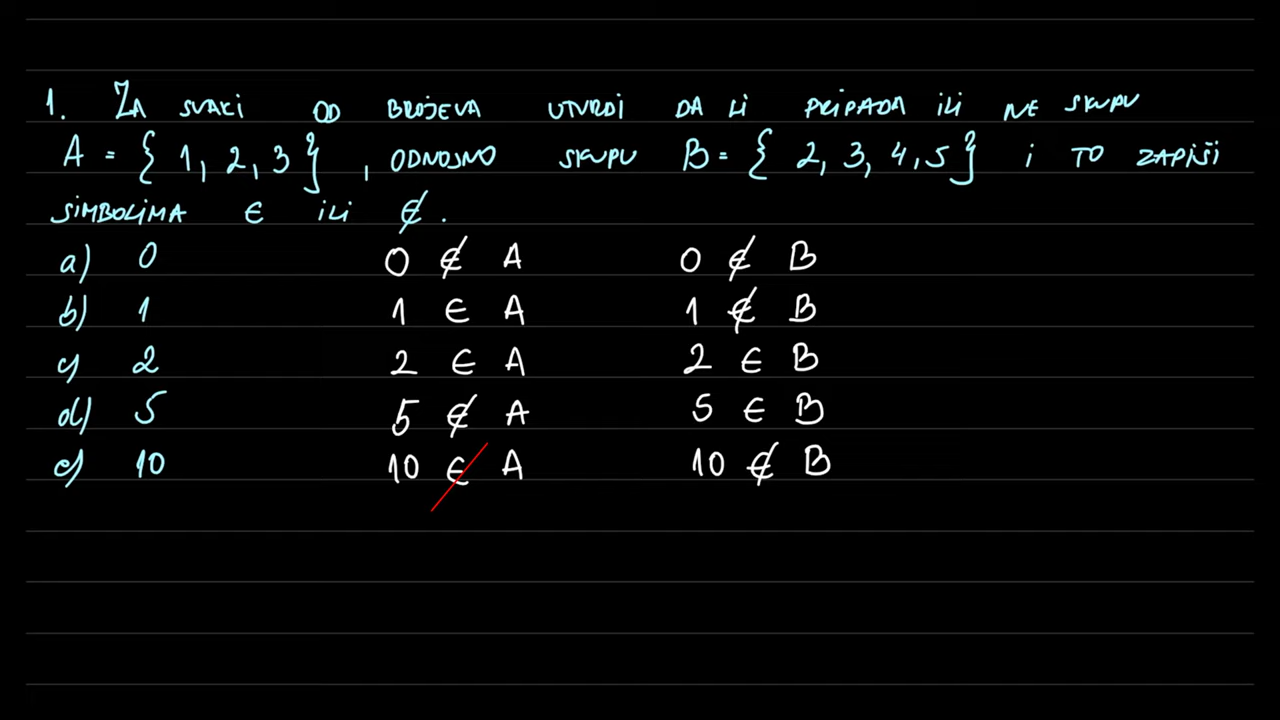 1. ZA SVAKI OD BROJEVA UTVRDI DA LI PRIPADA ILI NE SKUPU
A = { 1, 2, 3 } , ODNOSNO SKUPU B = { 2, 3, 4, 5 } I TO ZAPIŠI
SIMBOLIMA ∈ ILI ∉ .
a) 0 0 ∉ A 0 ∉ B
b) 1 1 ∈ A 1 ∉ B
c) 2 2 ∈ A 2 ∈ B
d) 5 5 ∉ A 5 ∈ B
e) 10 10 ∉ A 10 ∉ B